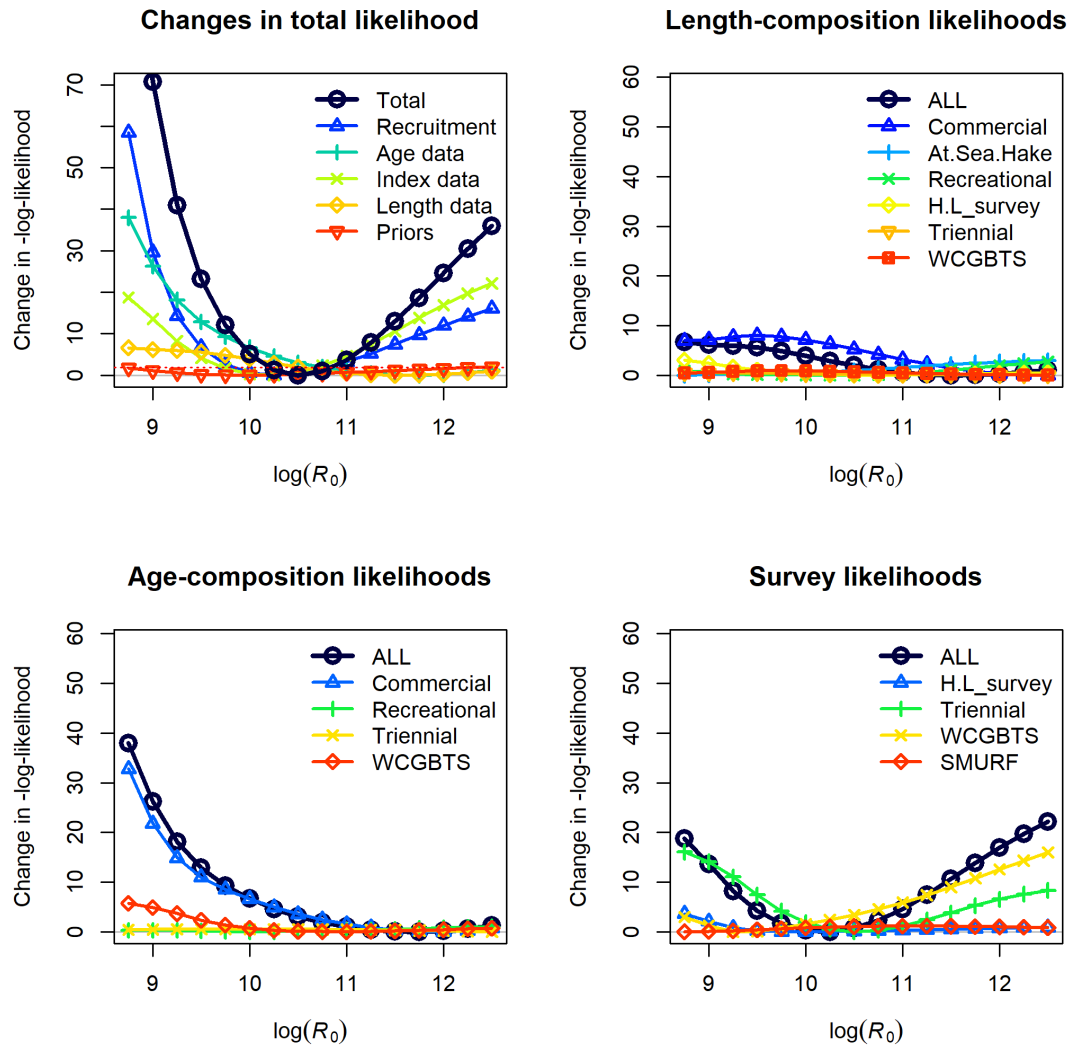 Changes in total likelihood
Change in -log-likelihood
70
50
30
10
0
Total
Recruitment
Age data
Index data
Length data
Priors
9 10 11 12
log(R0)
Length-composition likelihoods
Change in -log-likelihood
60
50
40
30
20
10
0
ALL
Commercial
At.Sea.Hake
Recreational
H.L_survey
Triennial
WCGBTS
9 10 11 12
log(R0)
Age-composition likelihoods
Change in -log-likelihood
60
50
40
30
20
10
0
ALL
Commercial
Recreational
Triennial
WCGBTS
9 10 11 12
log(R0)
Survey likelihoods
Change in -log-likelihood
60
50
40
30
20
10
0
ALL
H.L_survey
Triennial
WCGBTS
SMURF
9 10 11 12
log(R0)